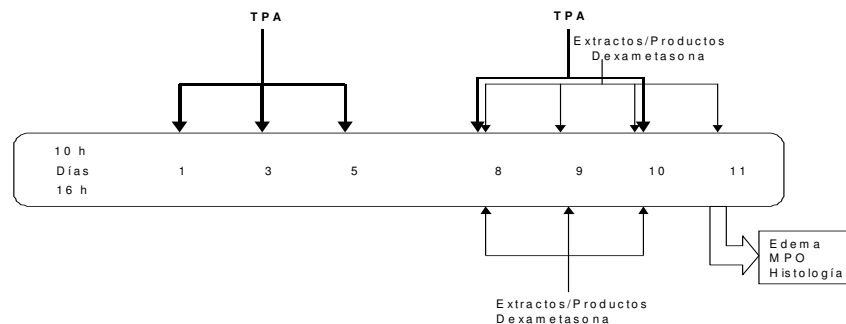 TPA
TPA
Extractos/Productos
Dexametasona
10 h
Días 1 3 5 8 9 10 11
16 h
Edema
MPO
Histología
Extractos/Productos
Dexametasona